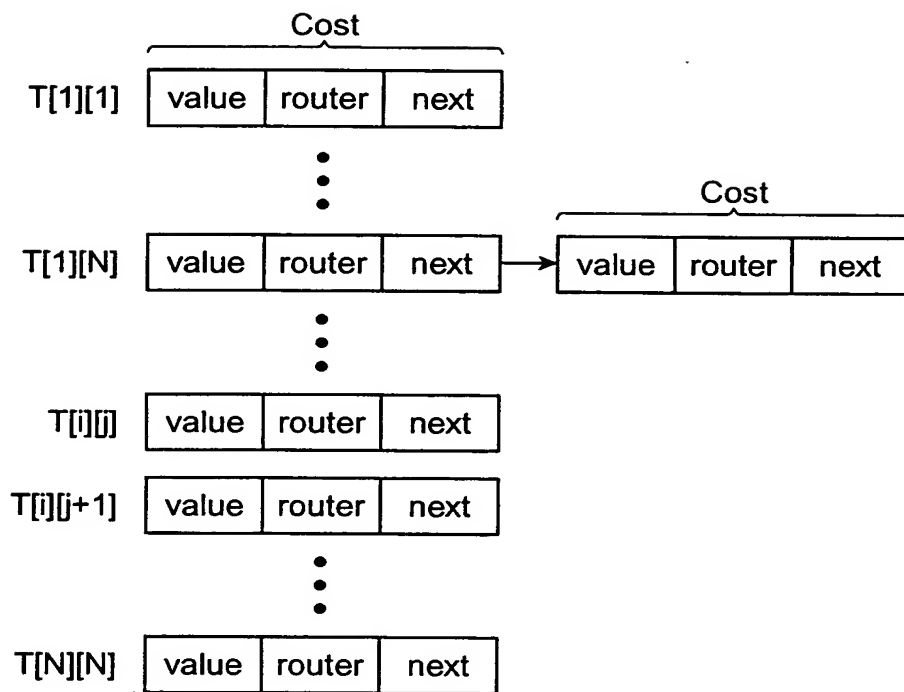 Cost
T[1][1] value router next
Cost
T[1][N] value router next value router next
T[i][j] value router next
T[i][j+1] value router next
T[N][N] value router next